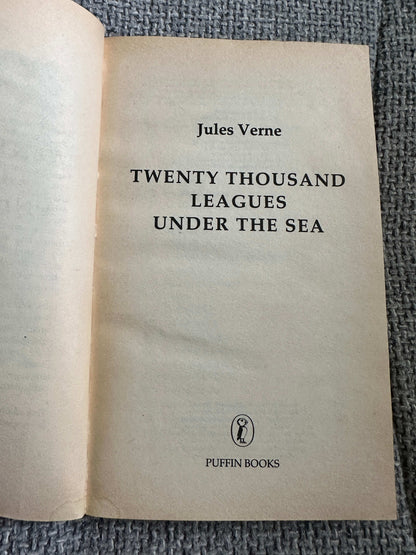 Jules Verne
TWENTY THOUSAND
LEAGUES
UNDER THE SEA
PUFFIN BOOKS